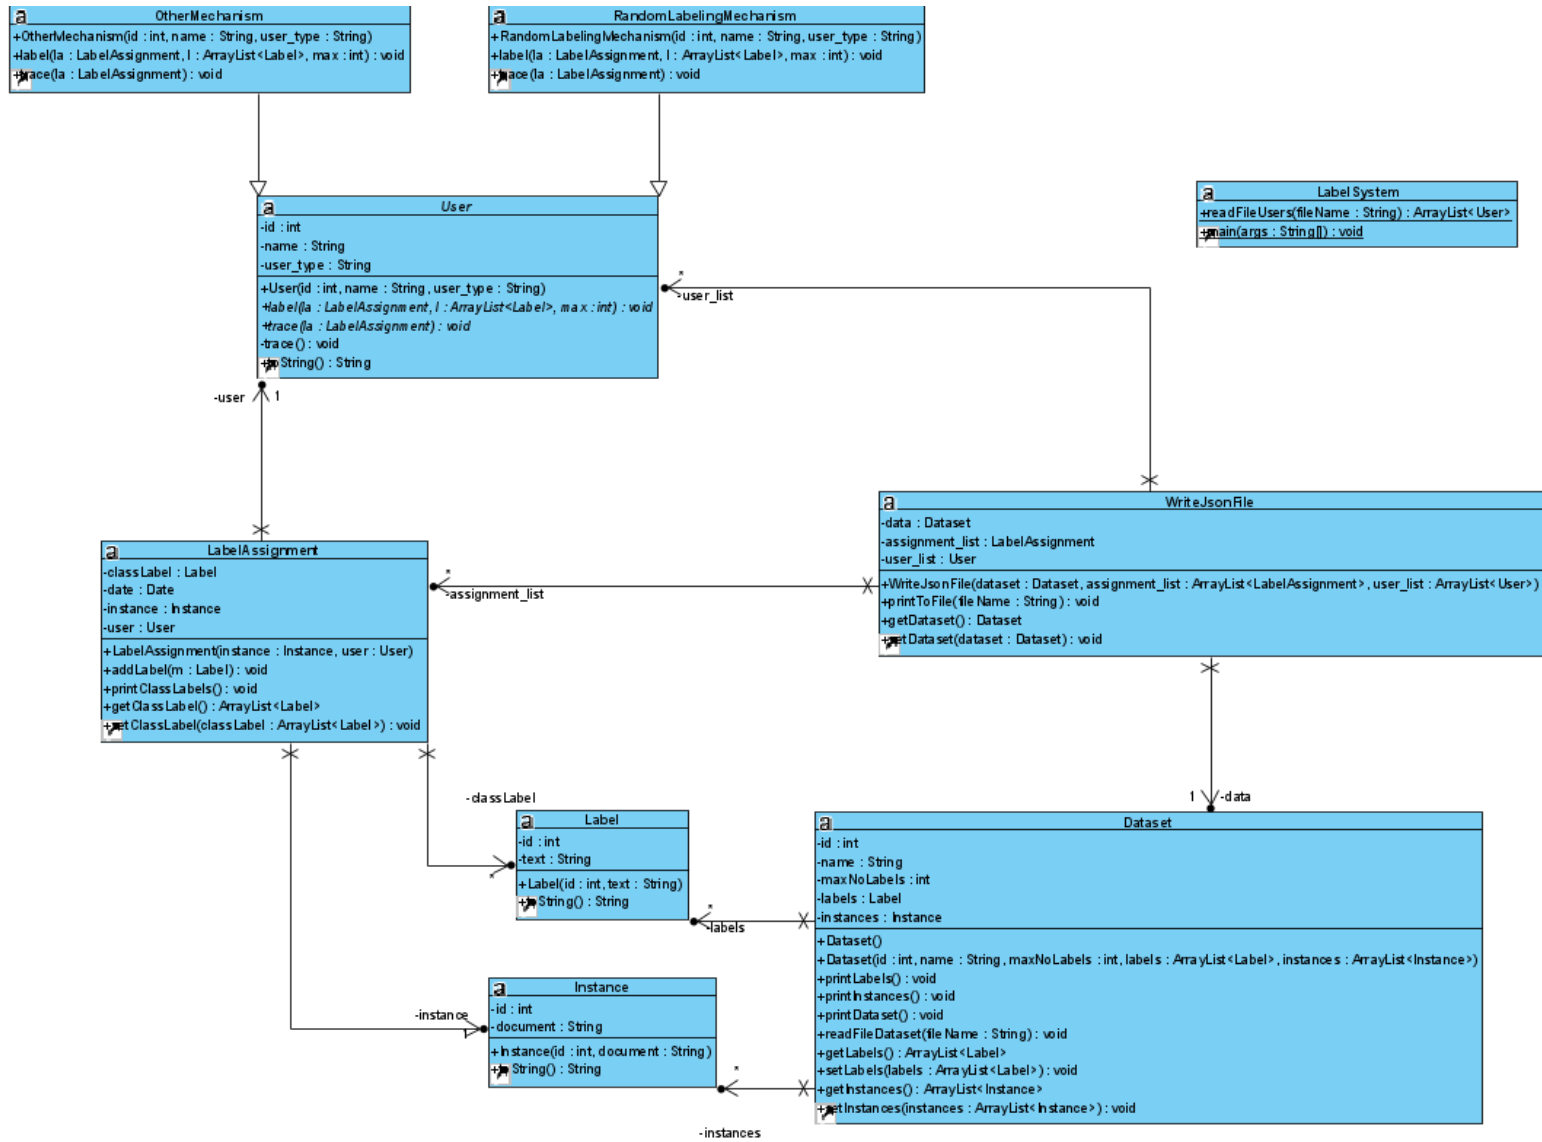 OtherMechanism
+OtherMechanism(id : int, name : String, user_type : String)
+label(la : LabelAssignment, l : ArrayList<Label>, max : int) : void
+trace(la : LabelAssignment) : void
RandomLabelingMechanism
+RandomLabelingMechanism(id : int, name : String, user_type : String)
+label(la : LabelAssignment, l : ArrayList<Label>, max : int) : void
+trace(la : LabelAssignment) : void
User
-id : int
-name : String
-user_type : String
+User(id : int, name : String, user_type : String)
+label(la : LabelAssignment, l : ArrayList<Label>, max : int) : void
+trace(la : LabelAssignment) : void
-trace() : void
+toString() : String
LabelSystem
+readFileUsers(fileName : String) : ArrayList<User>
+main(args : String[]) : void
*
-user_list
-user
1
WriteJsonFile
-data : Dataset
-assignment_list : LabelAssignment
-user_list : User
+WriteJsonFile(dataset : Dataset, assignment_list : ArrayList<LabelAssignment>, user_list : ArrayList<User>)
+printToFile(fileName : String) : void
+getDataset() : Dataset
+setDataset(dataset : Dataset) : void
LabelAssignment
-classLabel : Label
-date : Date
-instance : Instance
-user : User
+LabelAssignment(instance : Instance, user : User)
+addLabel(m : Label) : void
+printClassLabels() : void
+getClassLabel() : ArrayList<Label>
+setClassLabel(classLabel : ArrayList<Label>) : void
*
-assignment_list
1
-data
-classLabel
*
Label
-id : int
-text : String
+Label(id : int, text : String)
+toString() : String
*
-labels
Dataset
-id : int
-name : String
-maxNoLabels : int
-labels : Label
-instances : Instance
+Dataset()
+Dataset(id : int, name : String, maxNoLabels : int, labels : ArrayList<Label>, instances : ArrayList<Instance>)
+printLabels() : void
+printInstances() : void
+printDataset() : void
+readFileDataset(fileName : String) : void
+getLabels() : ArrayList<Label>
+setLabels(labels : ArrayList<Label>) : void
+getInstances() : ArrayList<Instance>
+setInstances(instances : ArrayList<Instance>) : void
-instance
1
Instance
-id : int
-document : String
+Instance(id : int, document : String)
+toString() : String
*
-instances